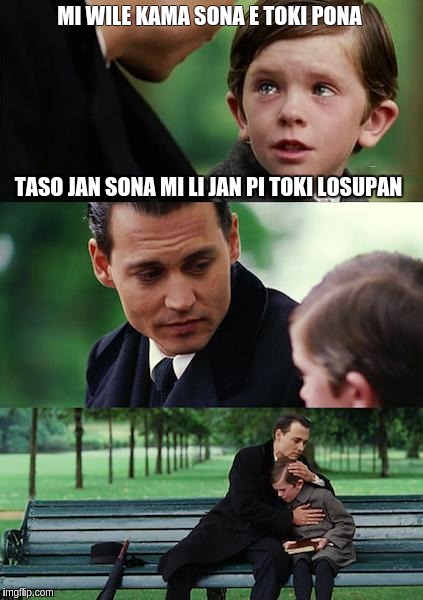 MI WILE KAMA SONA E TOKI PONA
TASO JAN SONA MI LI JAN PI TOKI LOSUPAN
imgflip.com